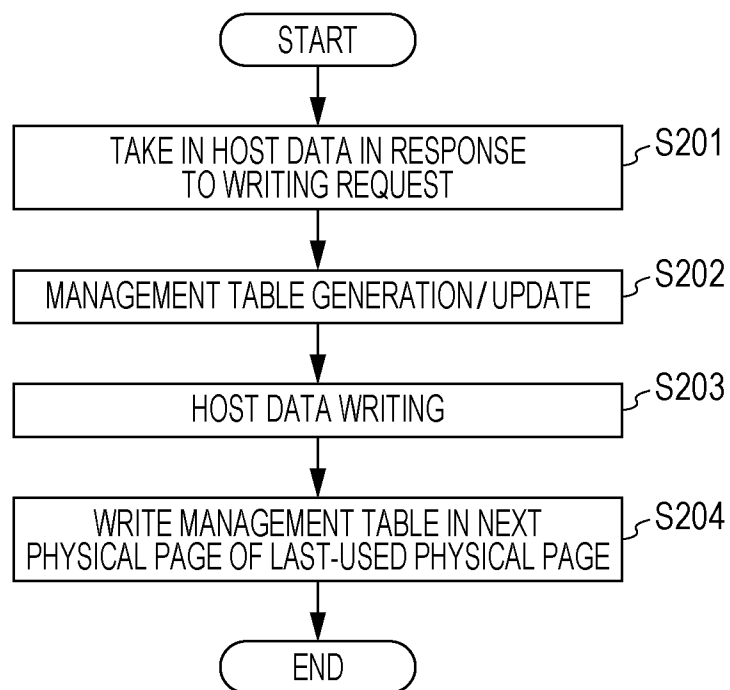 START
TAKE IN HOST DATA IN RESPONSE
TO WRITING REQUEST
S201
MANAGEMENT TABLE GENERATION/UPDATE
S202
HOST DATA WRITING
S203
WRITE MANAGEMENT TABLE IN NEXT
PHYSICAL PAGE OF LAST-USED PHYSICAL PAGE
S204
END